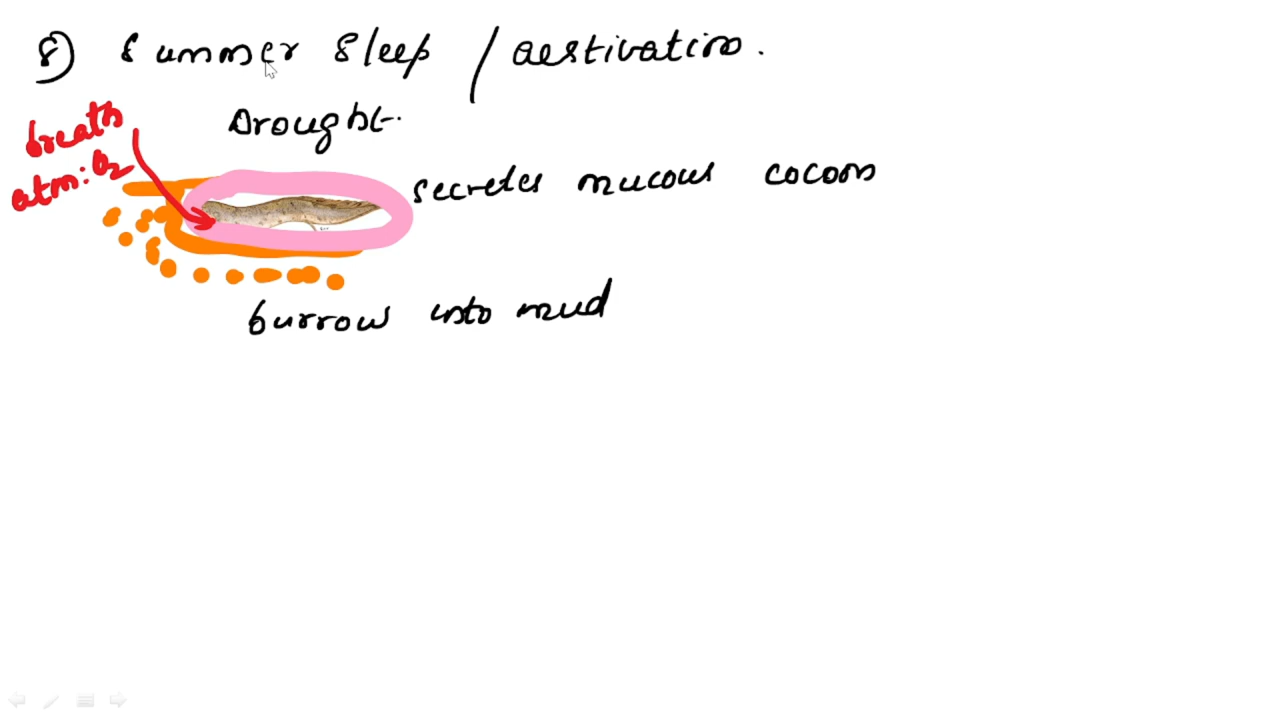 8) Summer Sleep / aestivation.
Drought.
breath
atm: O2
secretes mucous cocoon
burrow into mud